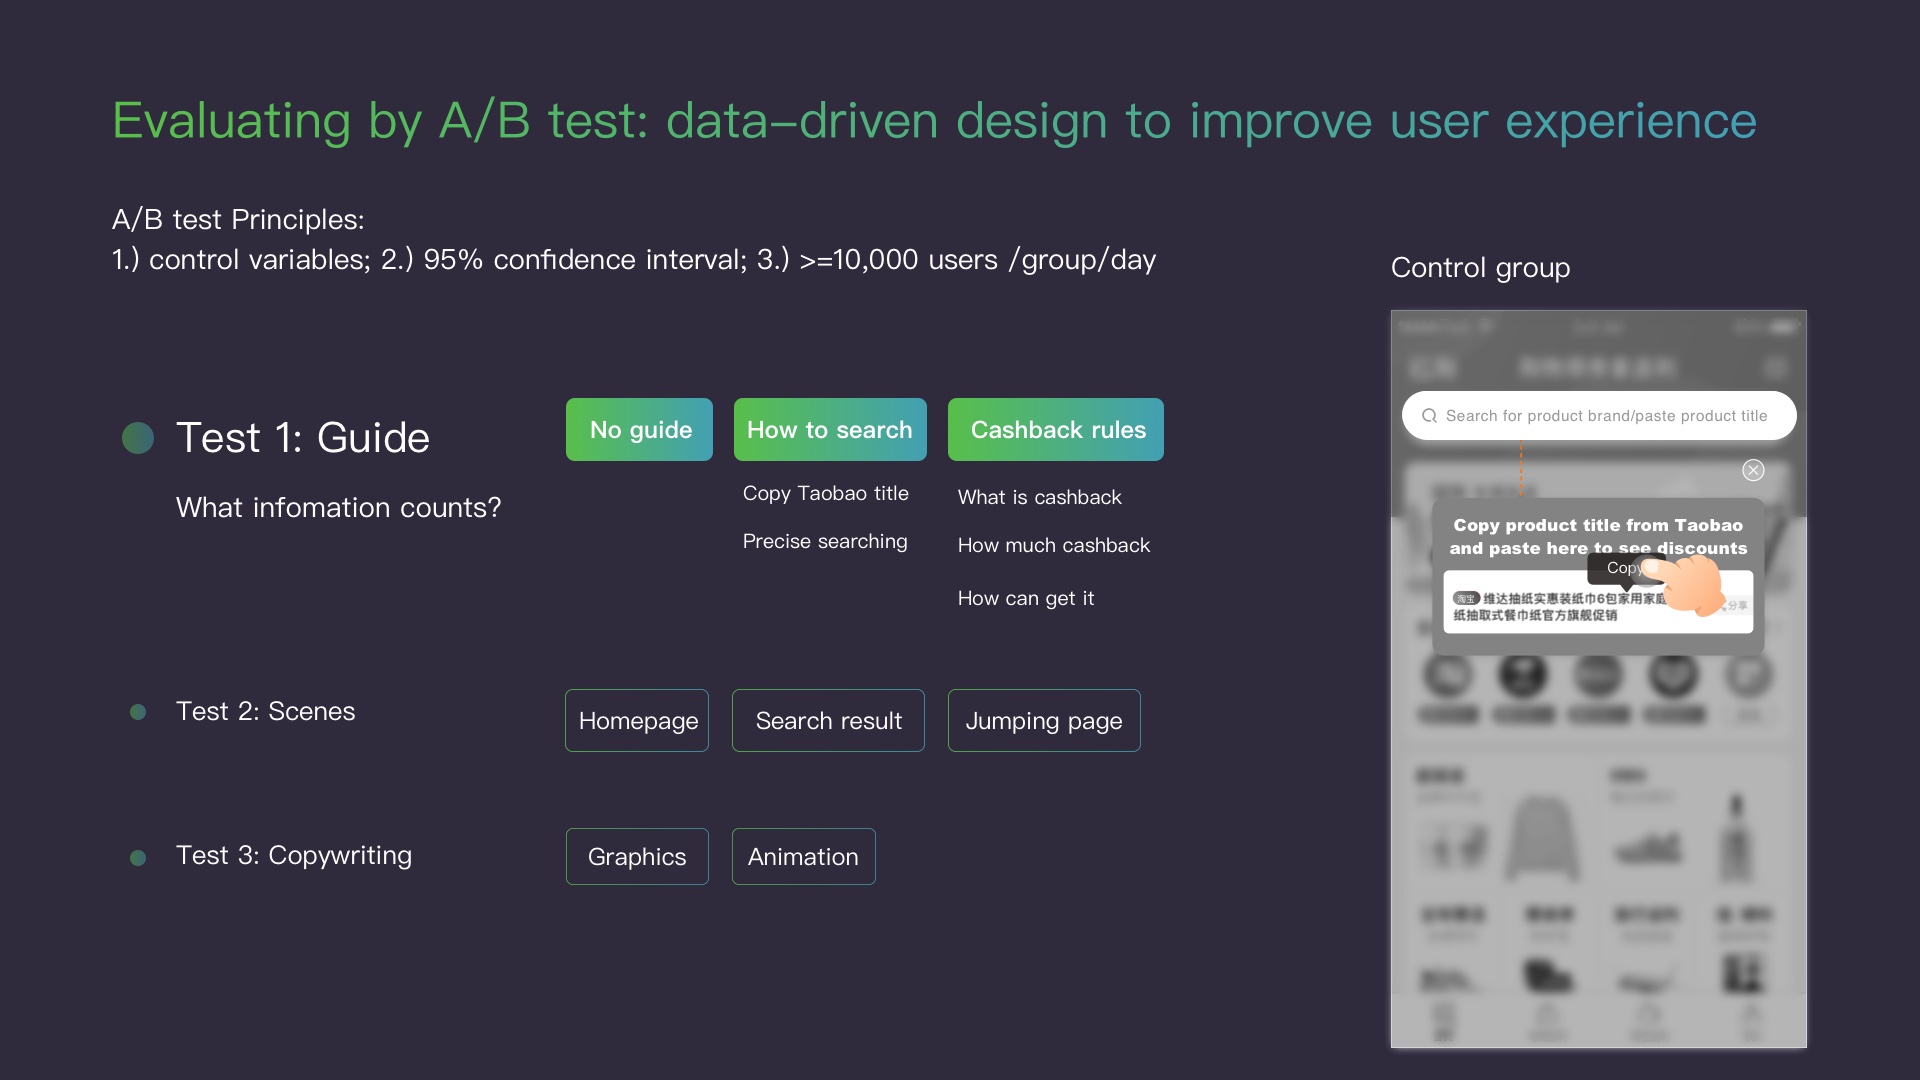 Evaluating by A/B test: data–driven design to improve user experience
A/B test Principles:
1.) control variables; 2.) 95% confidence interval; 3.) >=10,000 users /group/day
Control group
Test 1: Guide
What infomation counts?
No guide
How to search
Copy Taobao title
Precise searching
Cashback rules
What is cashback
How much cashback
How can get it
Test 2: Scenes
Homepage
Search result
Jumping page
Test 3: Copywriting
Graphics
Animation
Search for product brand/paste product title
Copy product title from Taobao
and paste here to see discounts
Copy
淘宝 维达抽纸实惠装纸巾6包家用家庭
纸抽取式餐巾纸官方旗舰促销
分享